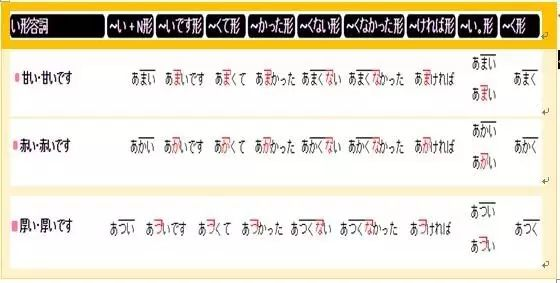 い形容詞 ~い + N形 ~いです形 ~くて形 ~かった形 ~くない形 ~くなかった形 ~ければ形 ~い。形 ~く形
甘い·甘いです あまい あまいです あまくて あまかった あまくない あまくなかった あまければ あまい あまく
あまい
赤い·赤いです あかい あかいです あかくて あかかった あかくない あかくなかった あかければ あかい あかく
あかい
厚い·厚いです あつい あついです あつくて あつかった あつくない あつくなかった あつければ あつい あつく
あつい